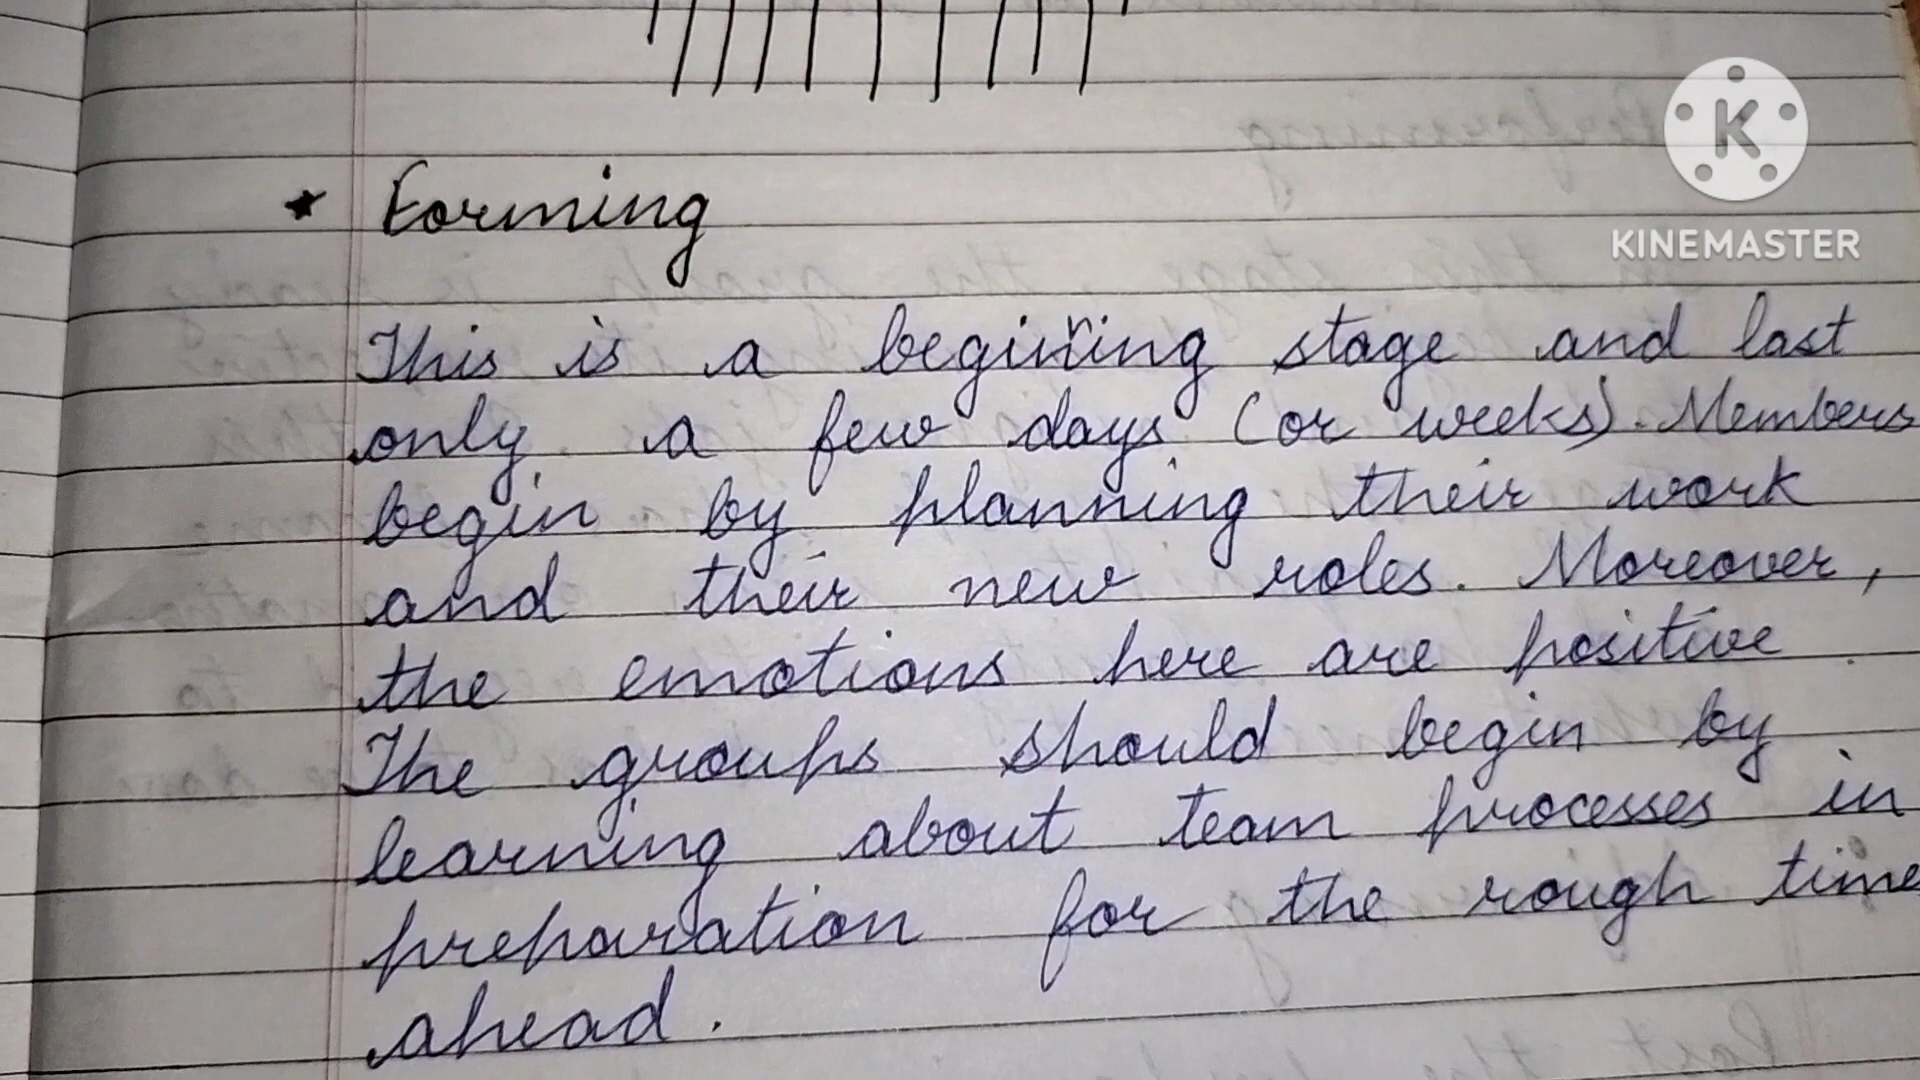 K
KINEMASTER
* Forming
This is a beginning stage and last
only a few days (or weeks). Members
begin by planning their work
and their new roles. Moreover,
the emotions here are positive.
The groups should begin by
learning about team processes in
preparation for the rough time
ahead.